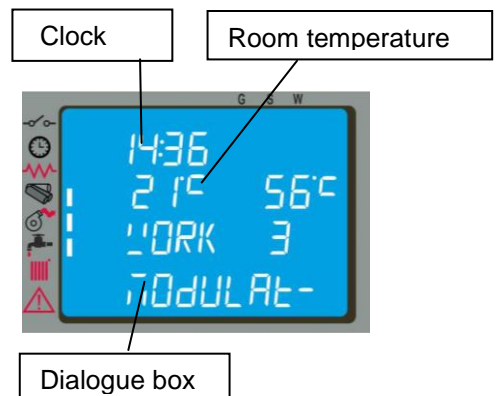 Clock
Room temperature
G S W
14:36
21°C 56°C
WORK 3
MODULAt-
Dialogue box